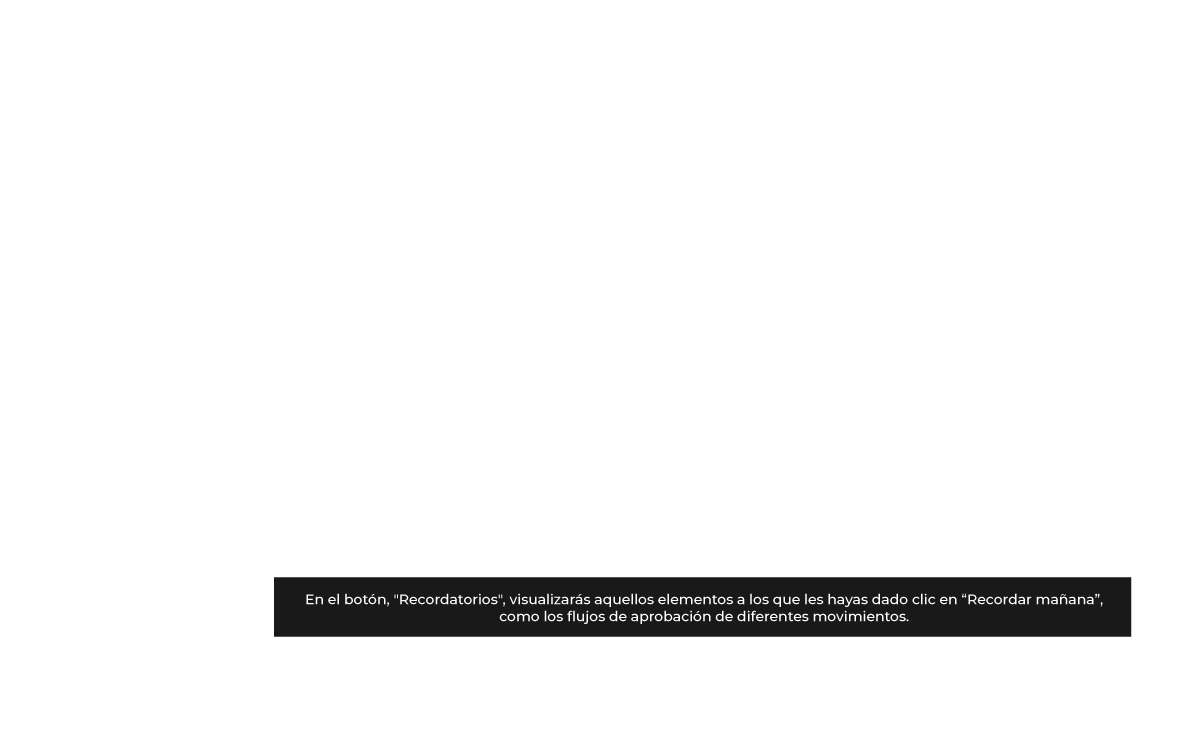 En el botón, "Recordatorios", visualizarás aquellos elementos a los que les hayas dado clic en “Recordar mañana”,
como los flujos de aprobación de diferentes movimientos.